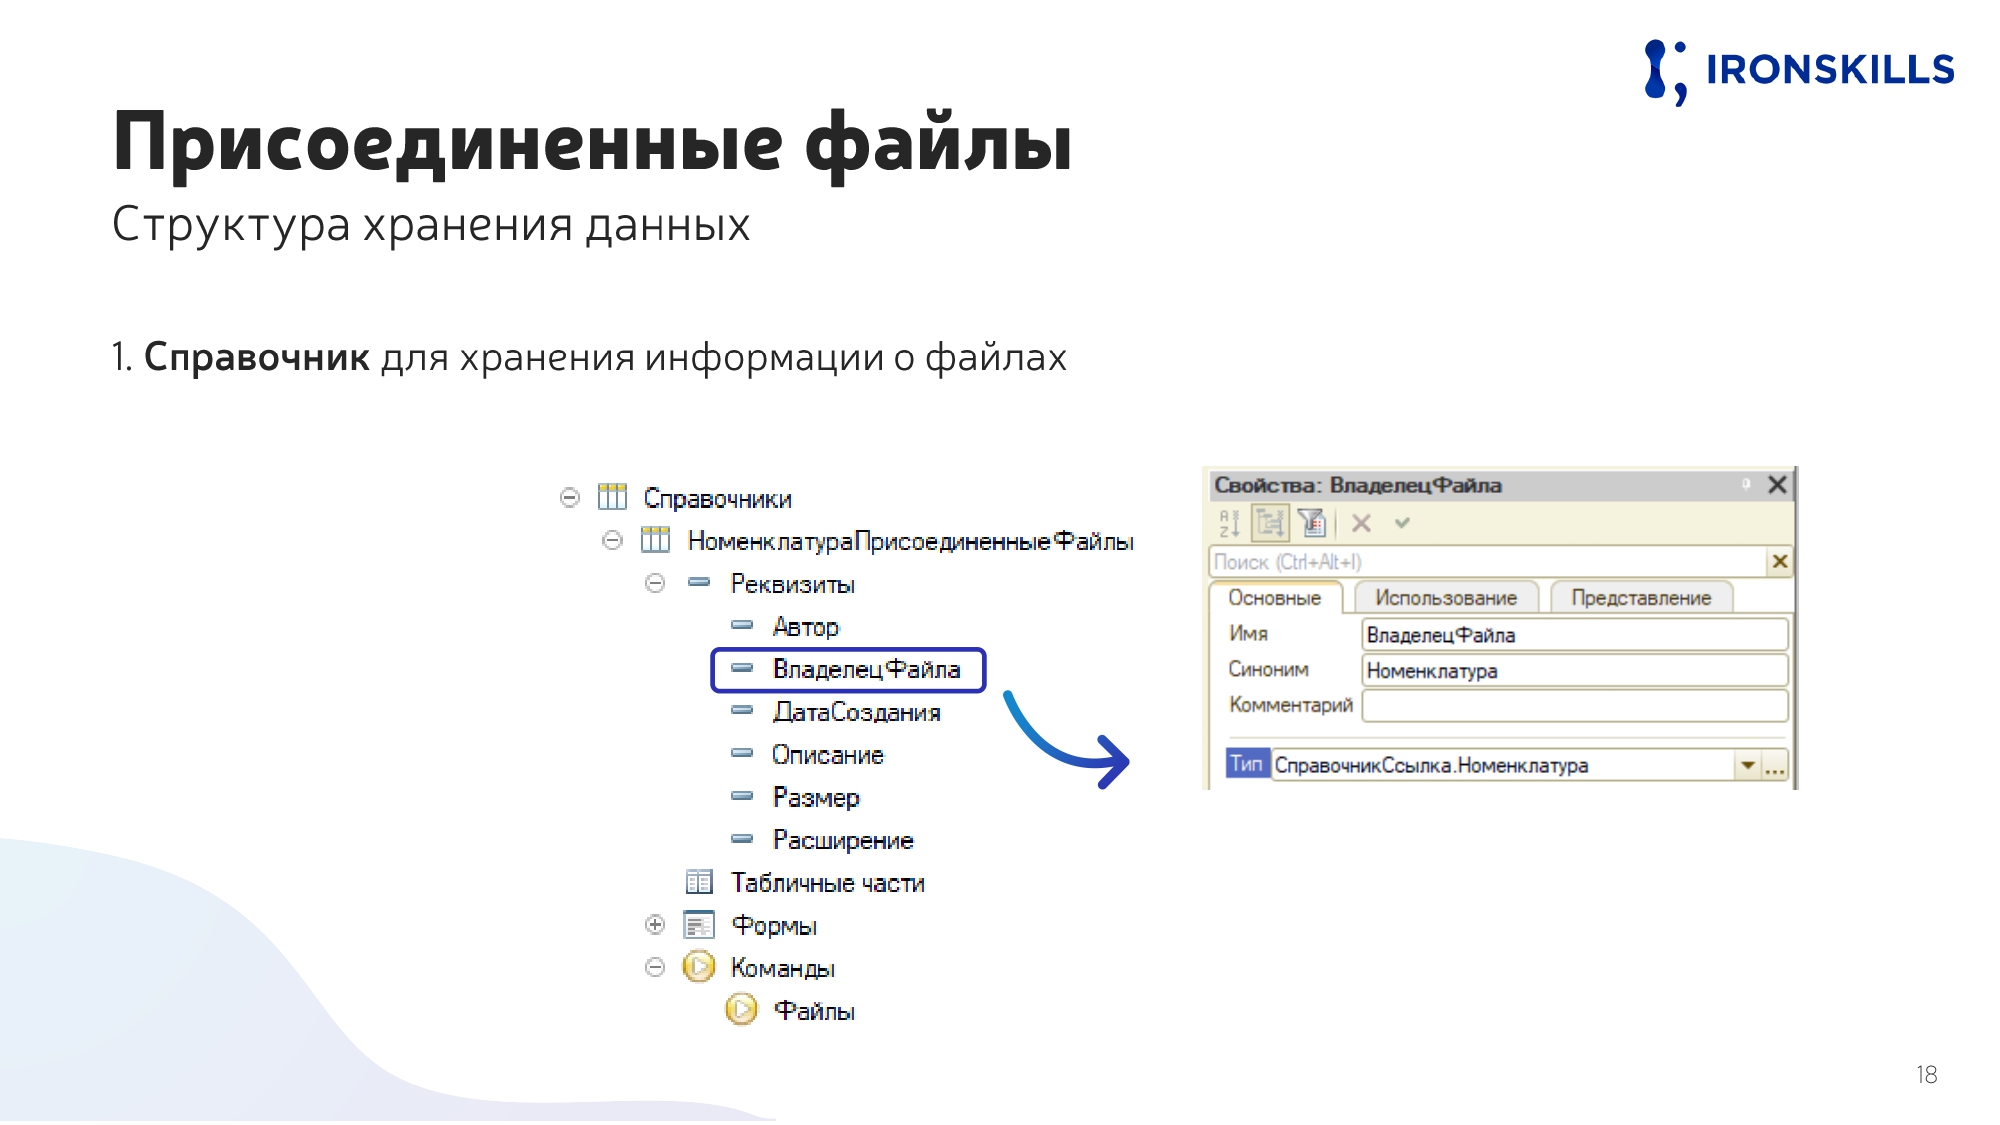 IRONSKILLS
Присоединенные файлы
Структура хранения данных
1. Справочник для хранения информации о файлах
Справочники
НоменклатураПрисоединенныеФайлы
Реквизиты
Автор
ВладелецФайла
ДатаСоздания
Описание
Размер
Расширение
Табличные части
Формы
Команды
Файлы
Свойства: ВладелецФайла
Поиск (Ctrl+Alt+I)
Основные Использование Представление
Имя ВладелецФайла
Синоним Номенклатура
Комментарий
Тип СправочникСсылка.Номенклатура ...
18